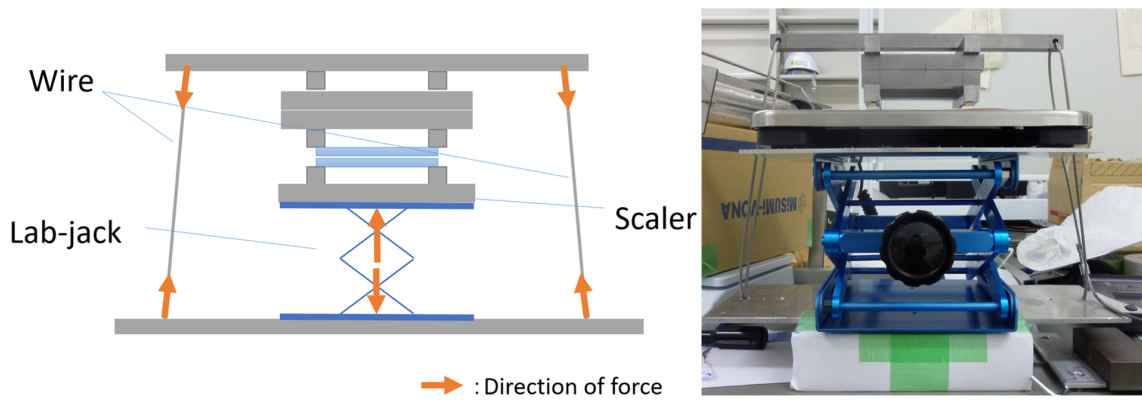 Wire
Lab-jack
Scaler
: Direction of force
MiSUMi-VONA